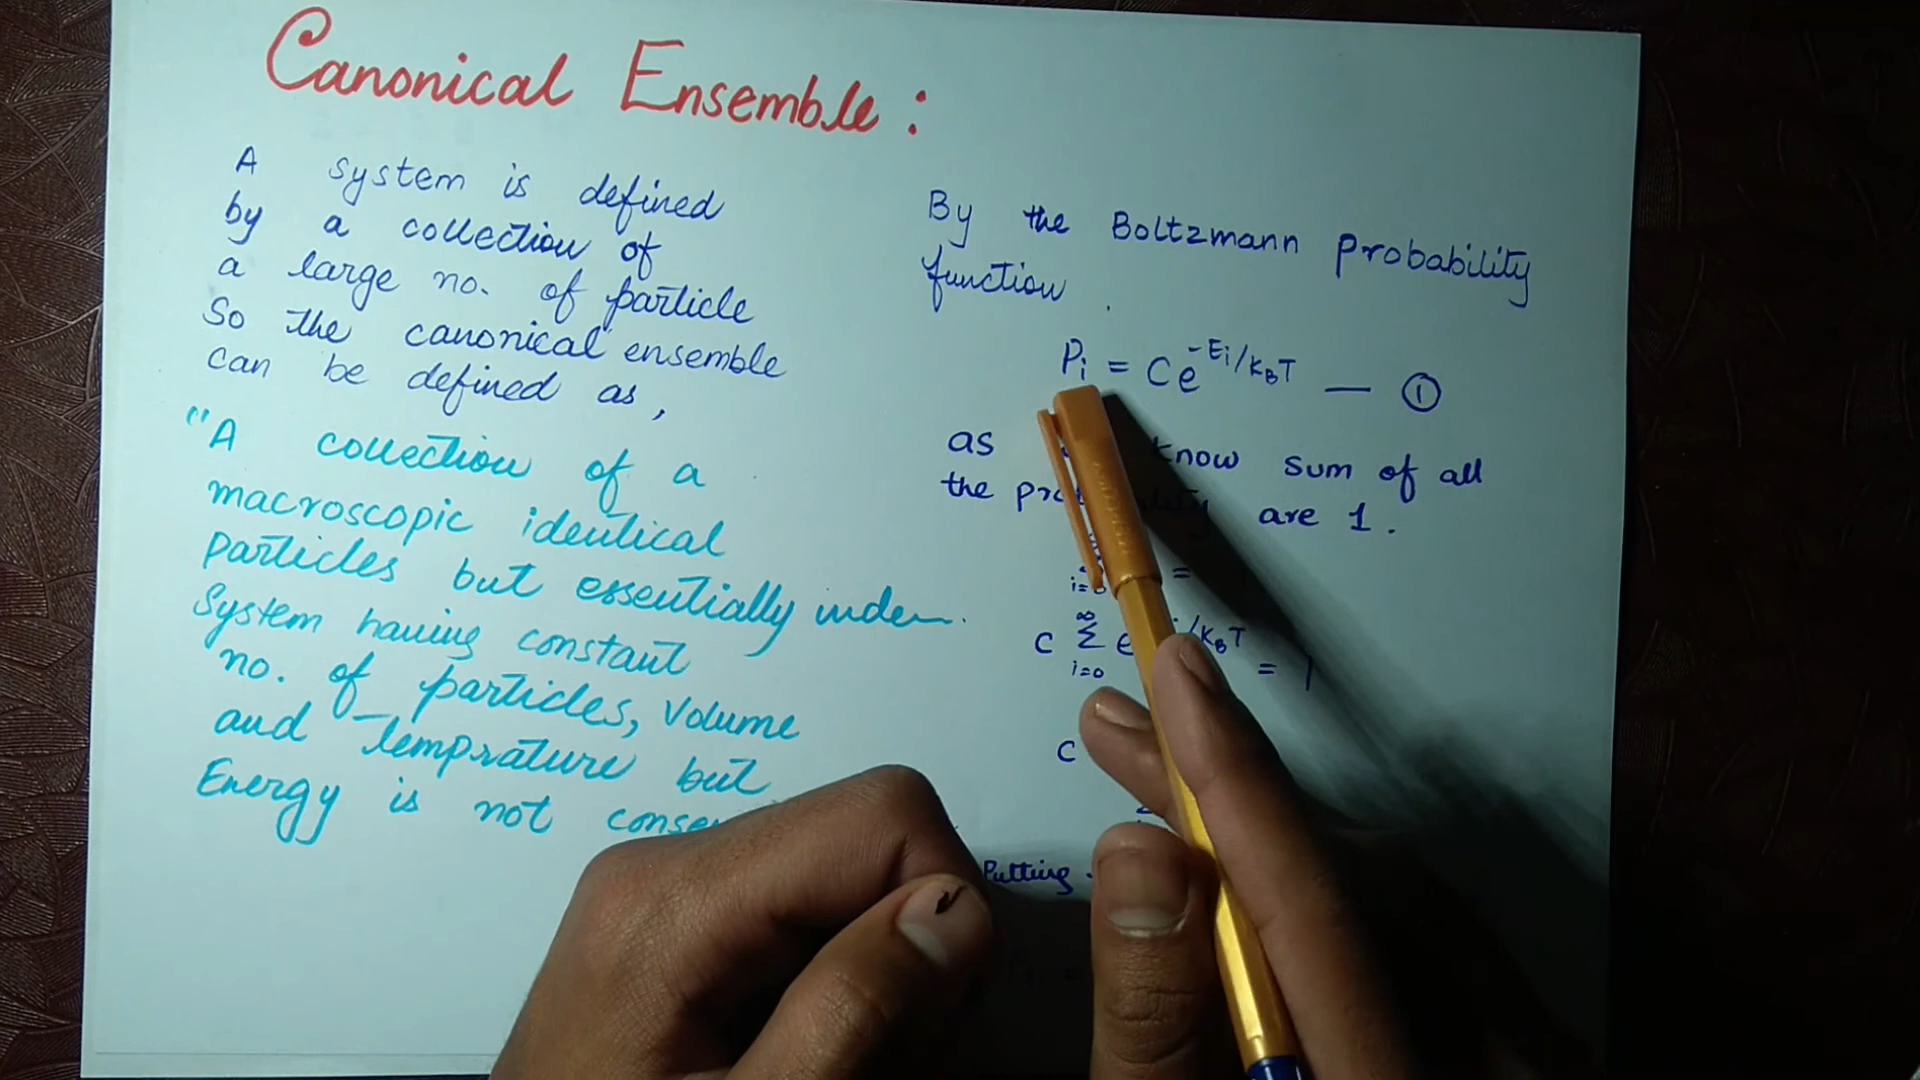 Canonical Ensemble :
A system is defined
by a collection of
a large no. of particle
So the canonical ensemble
can be defined as,
"A collection of a
macroscopic identical
particles but essentially inden
System having constant
no. of particles, volume
and temprature but
Energy is not
By the Boltzmann Probability
function
Pi = Ce^-Ei/KBT — ①
as know sum of all
the are 1.
=
C ∞ Σ i=0 e /KBT = 1
C
Putting